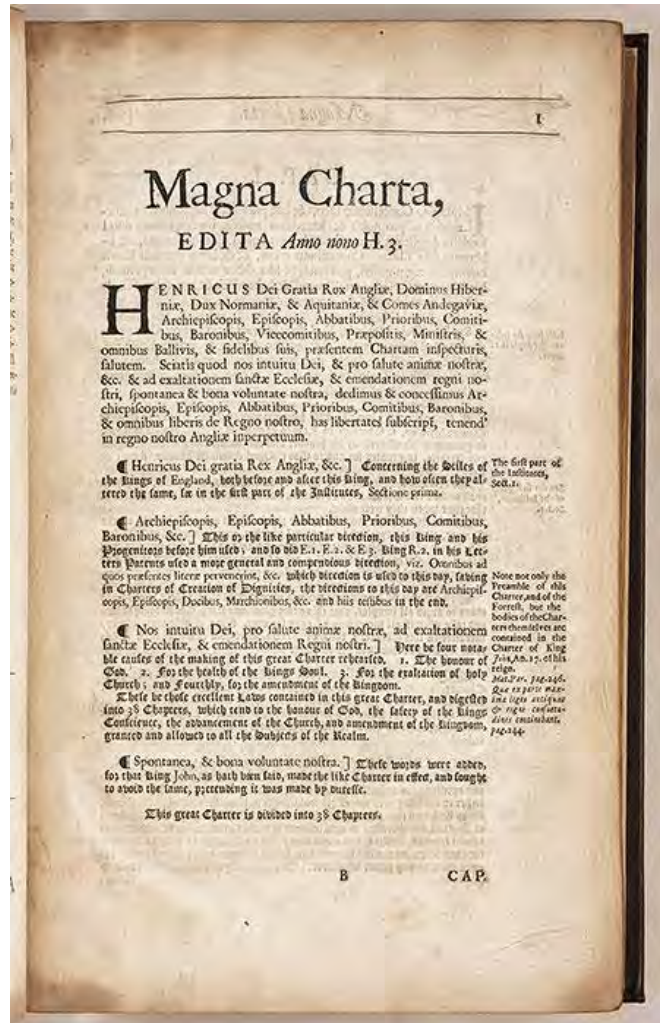 1
Magna Charta,
EDITA Anno nono H. 3.
HENRICUS Dei Gratia Rex Angliæ, Dominus Hiber-
niæ, Dux Normaniæ, & Aquitaniæ, & Comes Andegaviæ,
Archiepiscopis, Episcopis, Abbatibus, Prioribus, Comiti-
bus, Baronibus, Vicecomitibus, Præpositis, Ministris, &
omnibus Ballivis, & fidelibus suis, præsentem Chartam inspecturis,
salutem. Sciatis quod nos intuitu Dei, & pro salute animæ nostræ,
&c. & ad exaltationem sanctæ Ecclesiæ, & emendationem regni no-
stri, spontanea & bona voluntate nostra, dedimus & concessimus Ar-
chiepiscopis, Episcopis, Abbatibus, Prioribus, Comitibus, Baronibus,
& omnibus liberis de Regno nostro, has libertates subscript, tenend'
in regno nostro Angliæ inperpetuum.
¶ Henricus Dei gratia Rex Angliæ, &c. ] Concerning the Stiles of
the Kings of England, both before and after this King, and how often they al-
tered the same, see in the first part of the Institutes, Sectione prima.
The first part of
the Institutes,
Sect. 1.
¶ Archiepiscopis, Episcopis, Abbatibus, Prioribus, Comitibus,
Baronibus, &c. ] This or the like particular direction, this King and his
Progenitors before him used; and so did E. 1. E. 2. & E 3. King R. 2. in his Let-
ters Patents used a more general and compendious direction, viz. Omnibus ad
quos præsentes literæ pervenerint, &c. which direction is used to this day, saving
in Charters of Creation of Dignities, the directions to this day are Archiepis-
copis, Episcopis, Ducibus, Marchionibus, &c. and hiis testibus in the end.
¶ Nos intuitu Dei, pro salute animæ nostræ, ad exaltationem
sanctæ Ecclesiæ, & emendationem Regni nostri. ] Here be four nota-
ble causes of the making of this great Charter rehearsed. 1. The honour of
God. 2. For the health of the Kings Soul. 3. For the exaltation of holy
Church; and Fourthly, for the amendment of the Kingdom.
These be those excellent Laws contained in this great Charter, and digested
into 38 Chapters, which tend to the honour of God, the safety of the Kings
Conscience, the advancement of the Church, and amendment of the Kingdom,
granted and allowed to all the Subjects of the Realm.
Note not only the
Preamble of this
Charter, and of the
Forrest, but the
bodies of the Char-
ters themselves are
contained in the
Charter of King
John, An. 17. of his
reign.
Mat. Par. pag. 246.
Que ex parte max-
ima leges antiquas
& regni consuetu-
dines continebant.
pag. 244.
¶ Spontanea, & bona voluntate nostra. ] These words were added,
for that King John, as hath been said, made the like Charter in effect, and sought
to avoid the same, pretending it was made by duresse.
This great Charter is divided into 38 Chapters.
B
CAP.